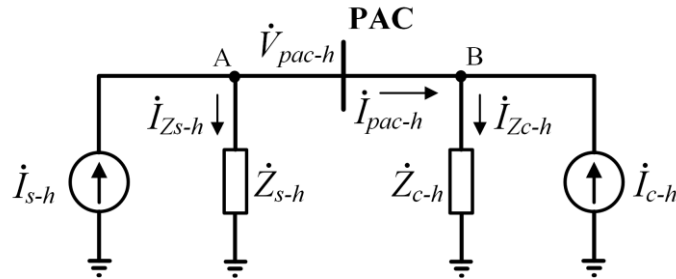 PAC
A
V̇pac-h
B
İZs-h
İpac-h
İZc-h
İs-h
Żs-h
Żc-h
İc-h